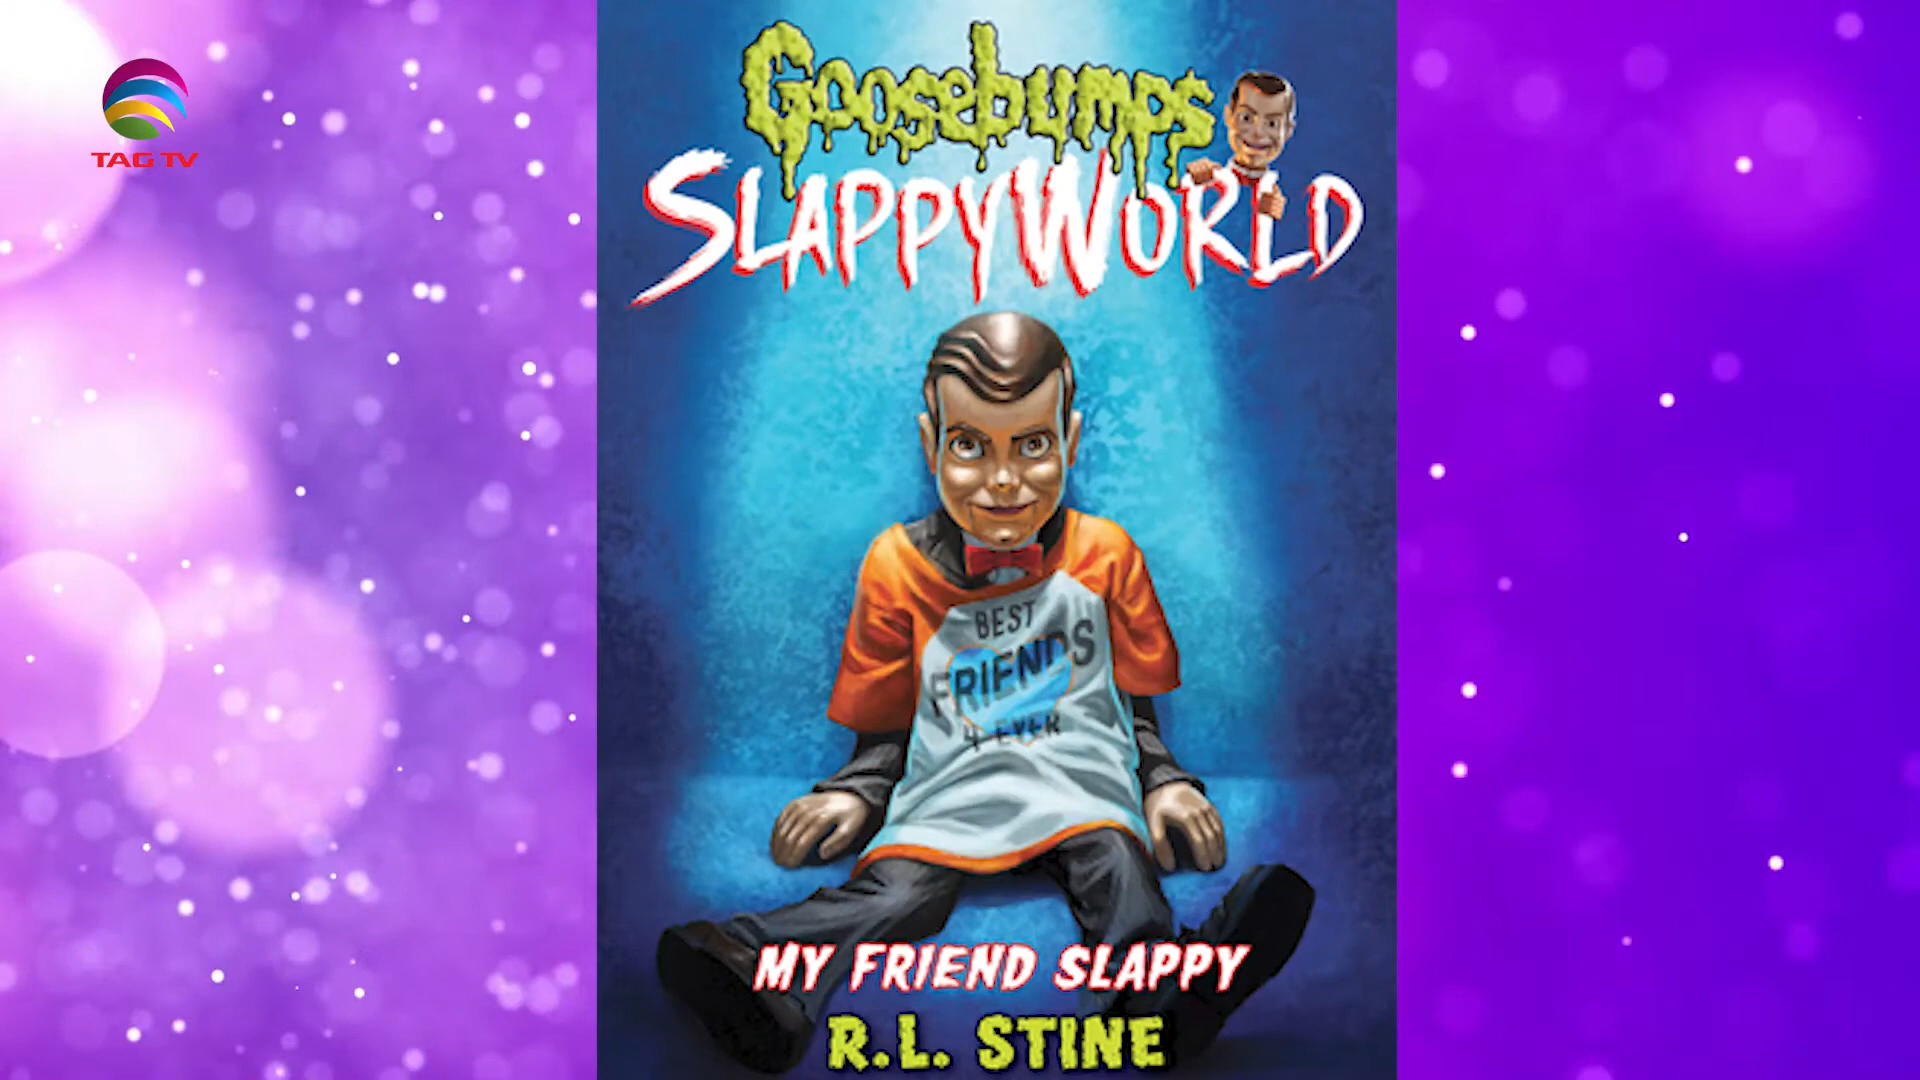 TAG TV
Goosebumps
SLAPPYWORLD
BEST
FRIENDS
4-EVER
MY FRIEND SLAPPY
R.L. STINE